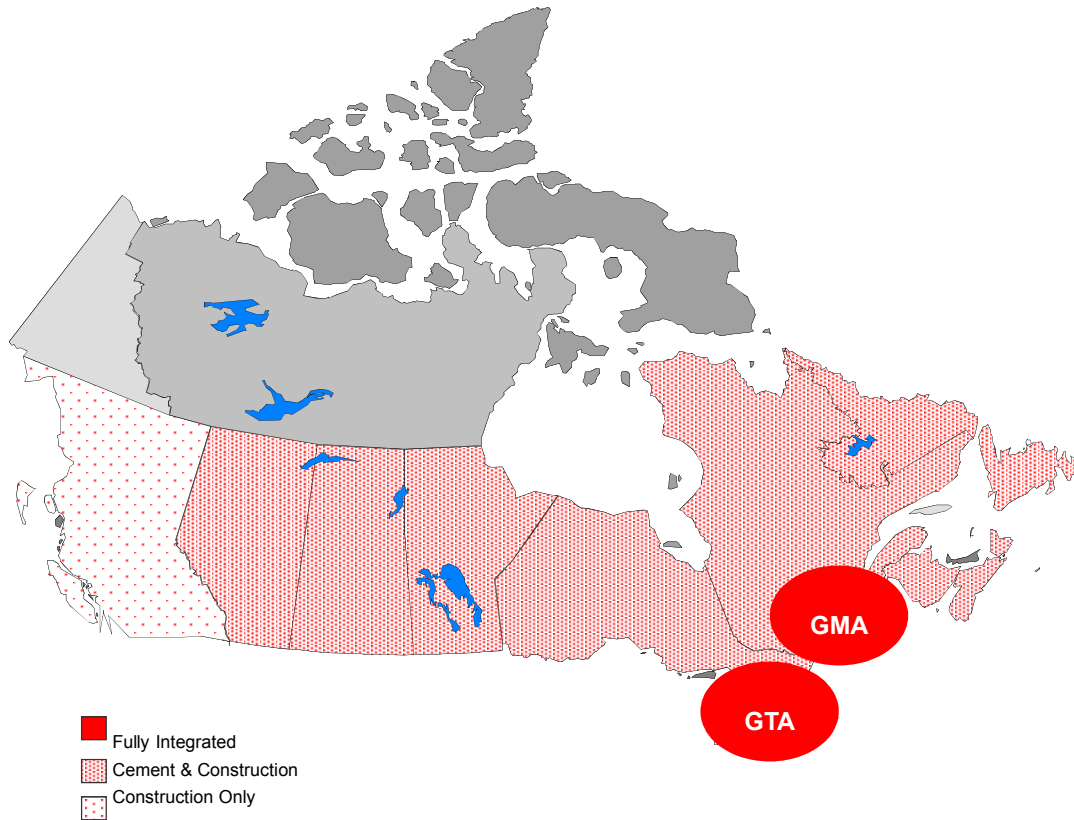 GMA
GTA
Fully Integrated
Cement & Construction
Construction Only